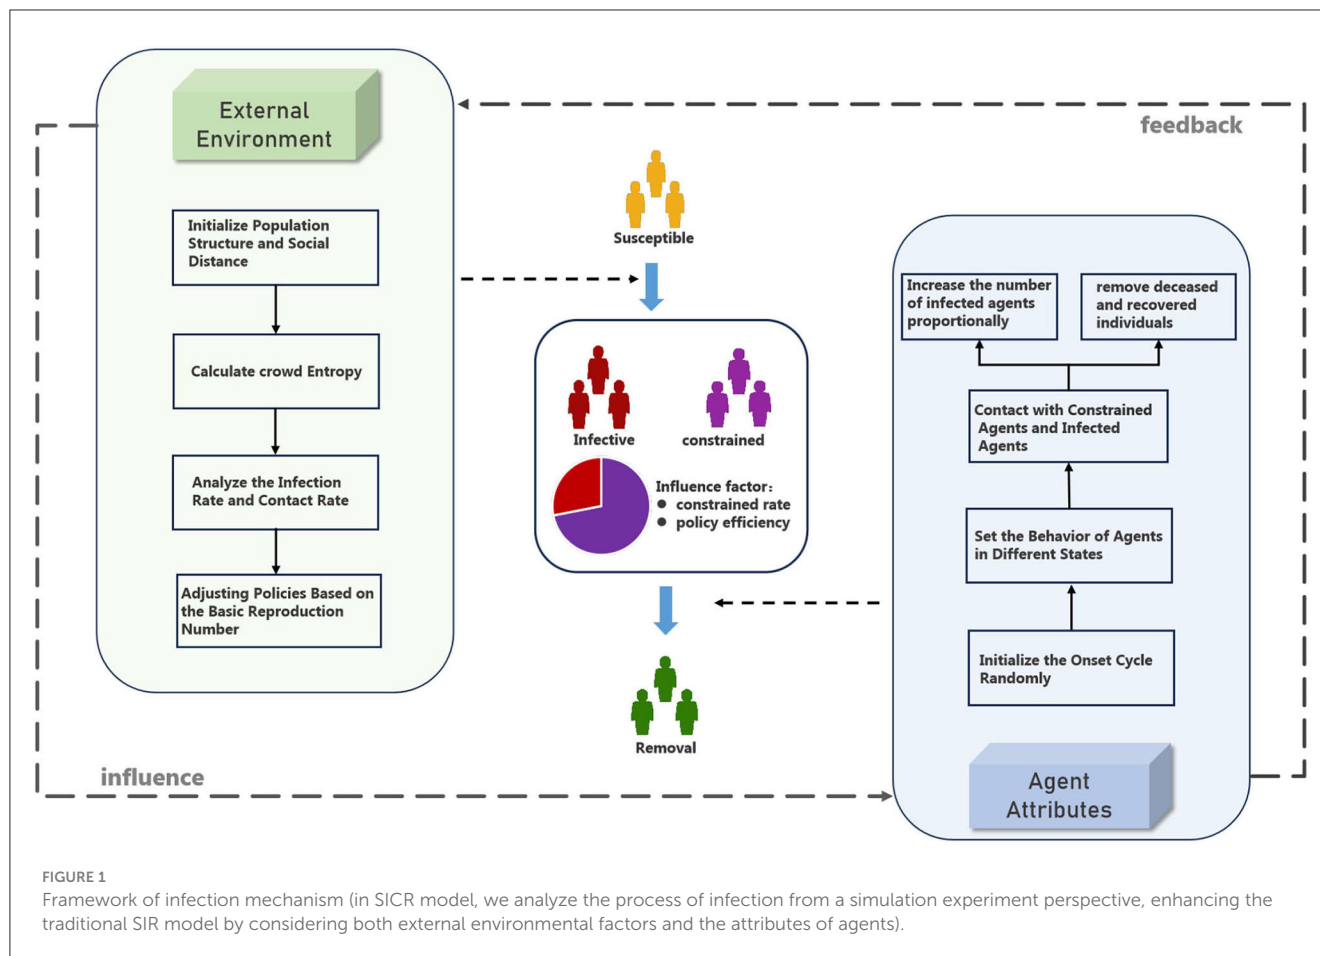 External
Environment
Initialize Population
Structure and Social
Distance
Calculate crowd Entropy
Analyze the Infection
Rate and Contact Rate
Adjusting Policies Based on
the Basic Reproduction
Number
influence
feedback
Susceptible
Infective
constrained
Influence factor:
● constrained rate
● policy efficiency
Removal
Increase the number
of infected agents
proportionally
remove deceased
and recovered
individuals
Contact with Constrained
Agents and Infected
Agents
Set the Behavior of Agents
in Different States
Initialize the Onset Cycle
Randomly
Agent
Attributes
FIGURE 1
Framework of infection mechanism (in SICR model, we analyze the process of infection from a simulation experiment perspective, enhancing the
traditional SIR model by considering both external environmental factors and the attributes of agents).